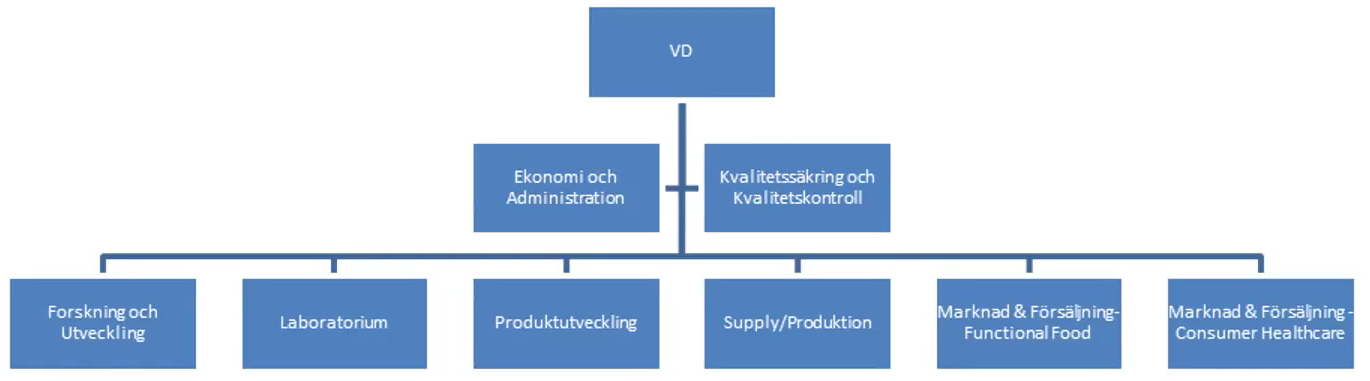 VD
Ekonomi och
Administration
Kvalitetssäkring och
Kvalitetskontroll
Forskning och
Utveckling
Laboratorium
Produktutveckling
Supply/Produktion
Marknad & Försäljning-
Functional Food
Marknad & Försäljning -
Consumer Healthcare